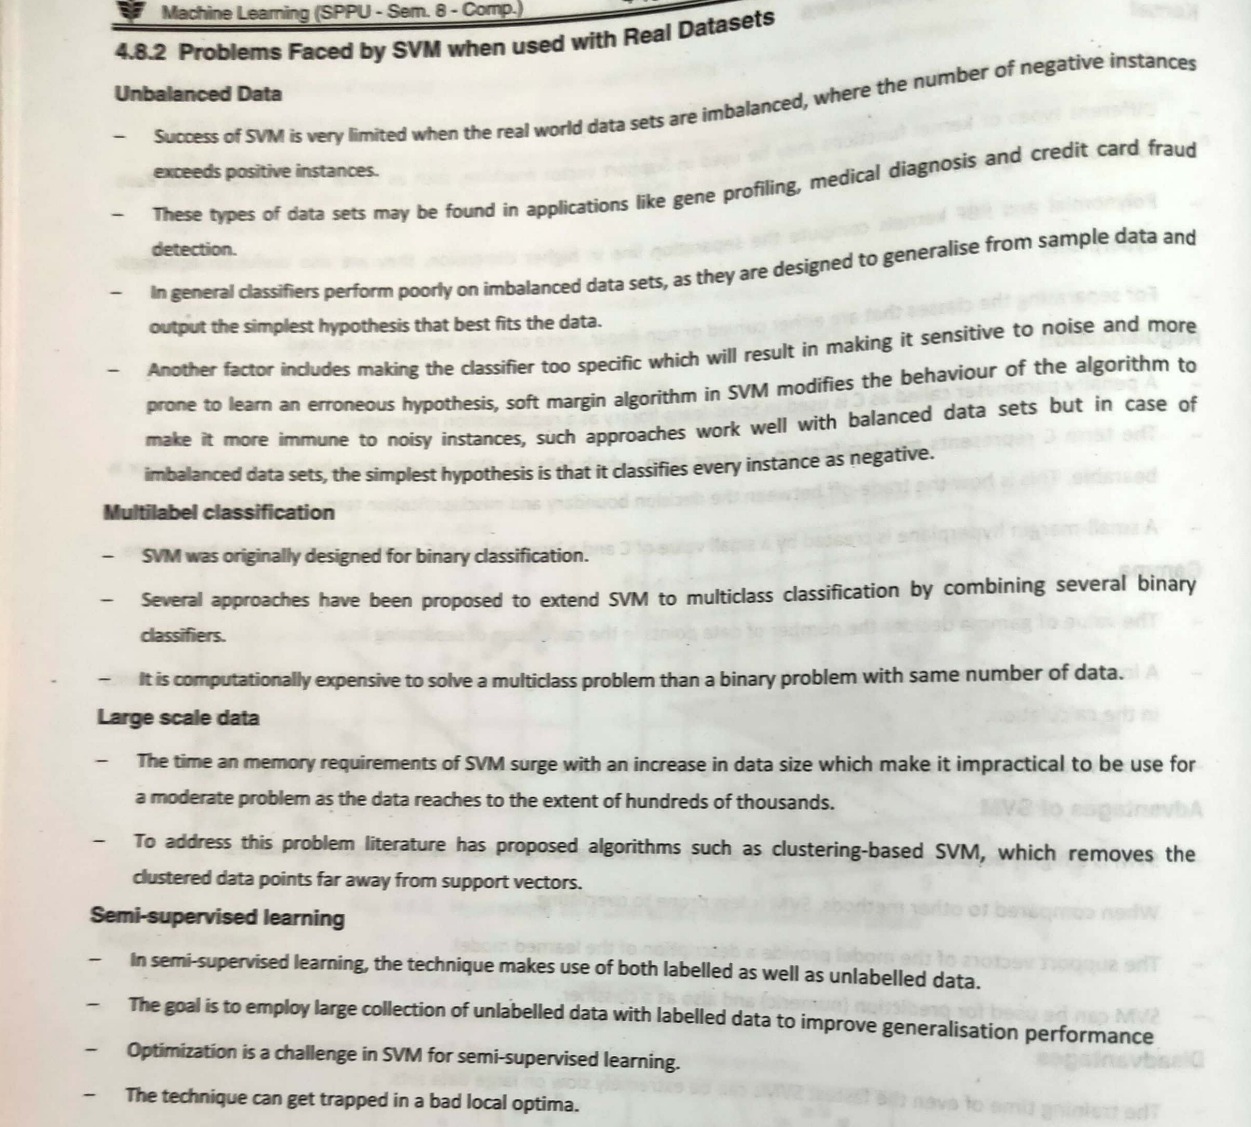 Machine Learning (SPPU - Sem. 8 - Comp.)
4.8.2 Problems Faced by SVM when used with Real Datasets
Unbalanced Data
– Success of SVM is very limited when the real world data sets are imbalanced, where the number of negative instances
exceeds positive instances.
– These types of data sets may be found in applications like gene profiling, medical diagnosis and credit card fraud
detection.
– In general classifiers perform poorly on imbalanced data sets, as they are designed to generalise from sample data and
output the simplest hypothesis that best fits the data.
– Another factor includes making the classifier too specific which will result in making it sensitive to noise and more
prone to learn an erroneous hypothesis, soft margin algorithm in SVM modifies the behaviour of the algorithm to
make it more immune to noisy instances, such approaches work well with balanced data sets but in case of
imbalanced data sets, the simplest hypothesis is that it classifies every instance as negative.
Multilabel classification
– SVM was originally designed for binary classification.
– Several approaches have been proposed to extend SVM to multiclass classification by combining several binary
classifiers.
– It is computationally expensive to solve a multiclass problem than a binary problem with same number of data.
Large scale data
– The time an memory requirements of SVM surge with an increase in data size which make it impractical to be use for
a moderate problem as the data reaches to the extent of hundreds of thousands.
– To address this problem literature has proposed algorithms such as clustering-based SVM, which removes the
clustered data points far away from support vectors.
Semi-supervised learning
– In semi-supervised learning, the technique makes use of both labelled as well as unlabelled data.
– The goal is to employ large collection of unlabelled data with labelled data to improve generalisation performance
– Optimization is a challenge in SVM for semi-supervised learning.
– The technique can get trapped in a bad local optima.